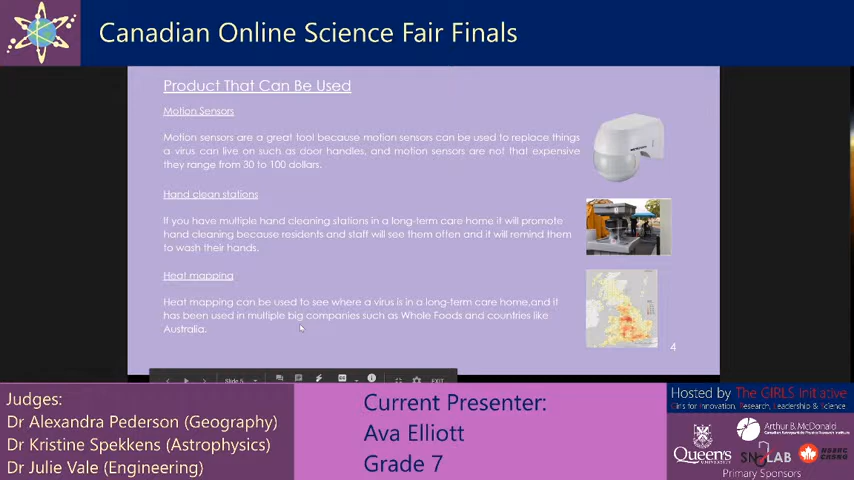 Canadian Online Science Fair Finals
Product That Can Be Used
Motion Sensors
Motion sensors are a great tool because motion sensors can be used to replace things
a virus can live on such as door handles, and motion sensors are not that expensive
they range from 30 to 100 dollars.
Hand clean stations
If you have multiple hand cleaning stations in a long-term care home it will promote
hand cleaning because residents and staff will see them often and it will remind them
to wash their hands.
Heat mapping
Heat mapping can be used to see where a virus is in a long-term care home,and it
has been used in multiple big companies such as Whole Foods and countries like
Australia.
4
Slide 5
EXIT
Judges:
Dr Alexandra Pederson (Geography)
Dr Kristine Spekkens (Astrophysics)
Dr Julie Vale (Engineering)
Current Presenter:
Ava Elliott
Grade 7
Hosted by The GIRLS Initiative
Girls for Innovation, Research, Leadership & Science
Arthur B. McDonald
Queen's
UNIVERSITY
SNOLAB
NSERC
CRSNG
Primary Sponsors